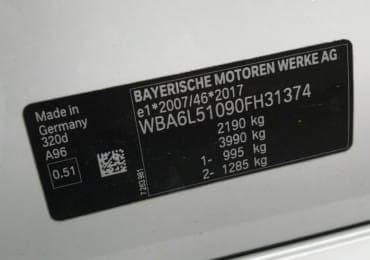 Made in
Germany
320d
A96
0.51
BAYERISCHE MOTOREN WERKE AG
e1*2007/46*2017
WBA6L51090FH31374
2190 kg
3990 kg
1- 995 kg
2- 1285 kg